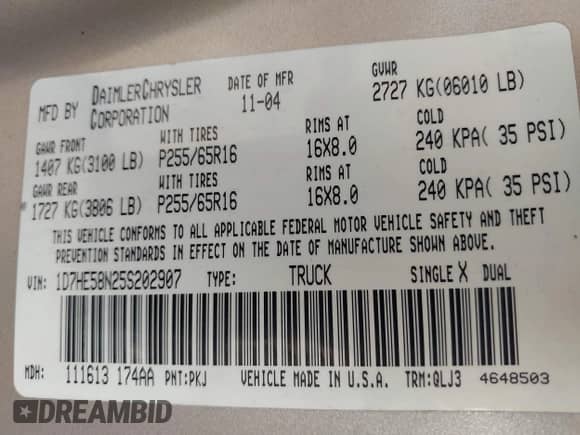 MFD BY DAIMLERCHRYSLER CORPORATION
DATE OF MFR 11-04
GVWR 2727 KG(06010 LB)
GAWR FRONT WITH TIRES RIMS AT COLD
1407 KG(3100 LB) P255/65R16 16X8.0 240 KPA( 35 PSI)
GAWR REAR WITH TIRES RIMS AT COLD
1727 KG(3806 LB) P255/65R16 16X8.0 240 KPA( 35 PSI)
THIS VEHICLE CONFORMS TO ALL APPLICABLE FEDERAL MOTOR VEHICLE SAFETY AND THEFT
PREVENTION STANDARDS IN EFFECT ON THE DATE OF MANUFACTURE SHOWN ABOVE.
VIN: 1D7HE58N25S202907 TYPE: TRUCK SINGLE X DUAL
MDH: 111613 174AA PNT:PKJ VEHICLE MADE IN U.S.A. TRM:QLJ3 4648503
DREAMBID